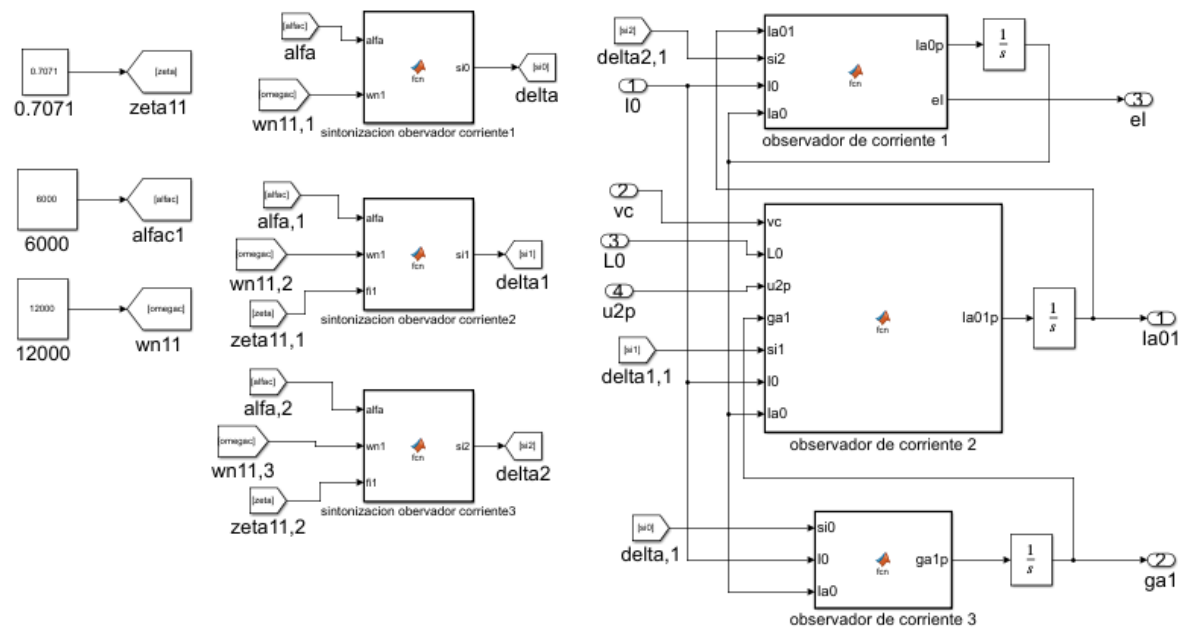 0.7071
0.7071
[zeta]
zeta11
6000
6000
[alfac]
alfac1
12000
12000
[omegac]
wn11
[alfac]
alfa
[omegac]
wn11,1
alfa
wn1
fcn
si0
sintonizacion obervador corriente1
[si0]
delta
[alfac]
alfa,1
[omegac]
wn11,2
[zeta]
zeta11,1
alfa
wn1
fi1
fcn
si1
sintonizacion obervador corriente2
[si1]
delta1
[alfac]
alfa,2
[omegac]
wn11,3
[zeta]
zeta11,2
alfa
wn1
fi1
fcn
si2
sintonizacion obervador corriente3
[si2]
delta2
[si2]
delta2,1
1
I0
Ia01
si2
I0
Ia0
fcn
Ia0p
el
observador de corriente 1
1
s
3
el
2
vc
3
L0
4
u2p
[si1]
delta1,1
vc
L0
u2p
ga1
si1
I0
Ia0
fcn
Ia01p
observador de corriente 2
1
s
1
Ia01
[si0]
delta,1
si0
I0
Ia0
fcn
ga1p
observador de corriente 3
1
s
2
ga1